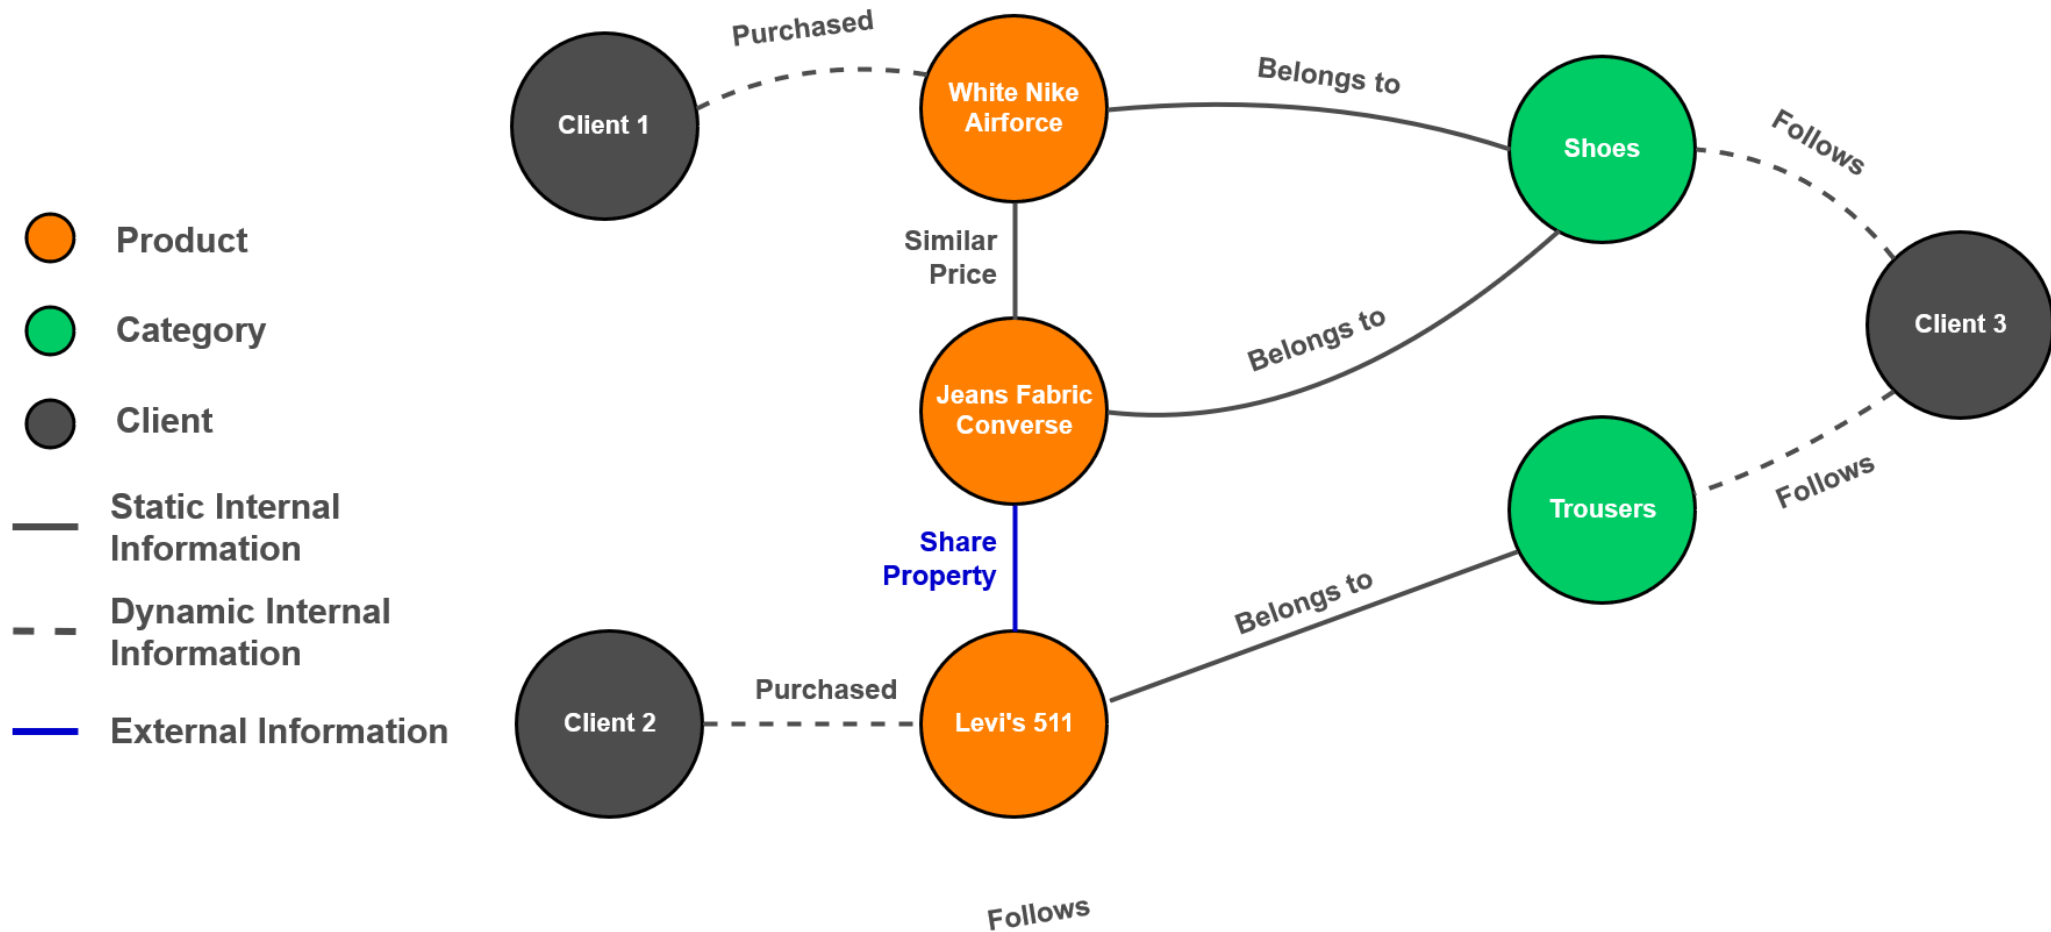 Product
Category
Client
Static Internal
Information
Dynamic Internal
Information
External Information
Purchased
Client 1
White Nike
Airforce
Belongs to
Shoes
Follows
Similar
Price
Client 3
Jeans Fabric
Converse
Belongs to
Follows
Trousers
Share
Property
Belongs to
Purchased
Client 2
Levi's 511
Follows